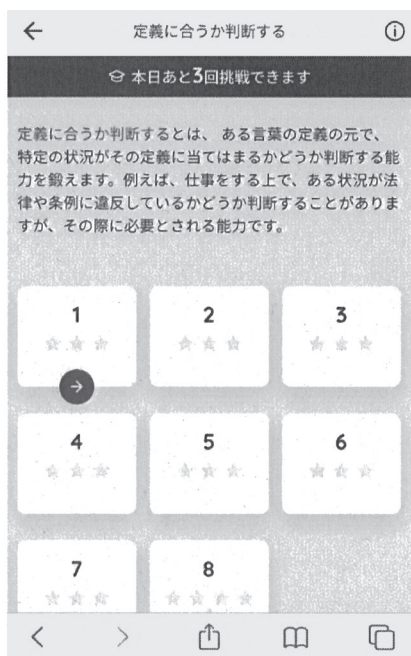 定義に合うか判断する
本日あと3回挑戦できます
定義に合うか判断するとは、ある言葉の定義の元で、
特定の状況がその定義に当てはまるかどうか判断する能
力を鍛えます。例えば、仕事をする上で、ある状況が法
律や条例に違反しているかどうか判断することがありま
すが、その際に必要とされる能力です。
1 2 3
4 5 6
7 8